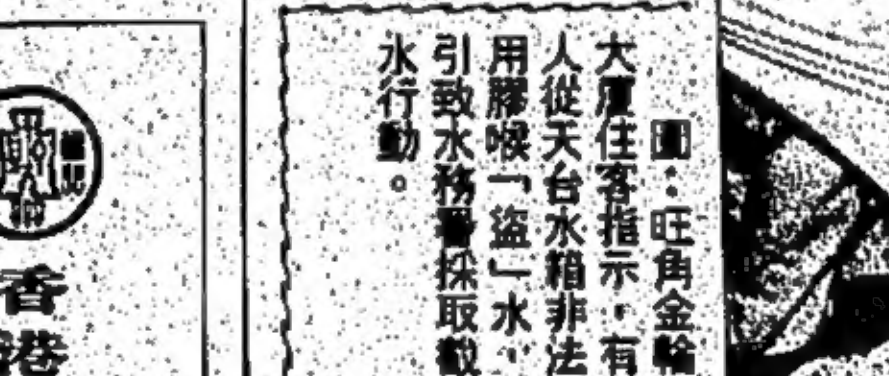 圖：旺角金輪
大廈住客指示，有
人從天台水箱非法
用膠喉「盜」水，
引致水務署採取截
水行動。
香港